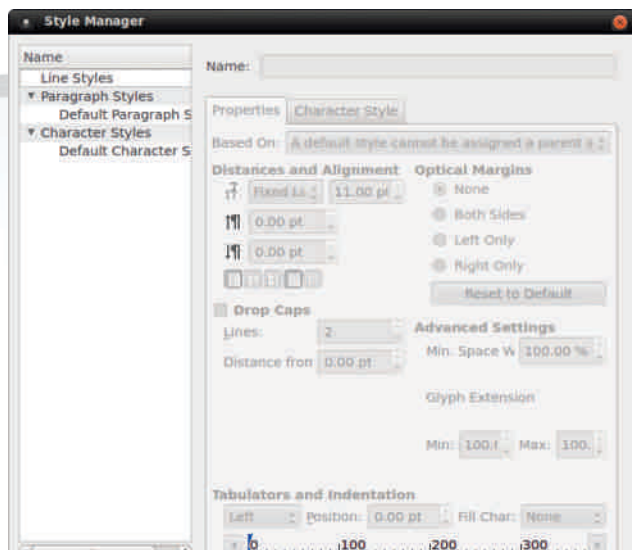 Style Manager
Name
Line Styles
Paragraph Styles
Default Paragraph S
Character Styles
Default Character S
Name:
Properties Character Style
Based On: A default style cannot be assigned a parent s
Distances and Alignment
Fixed Li 11.00 pt
0.00 pt
0.00 pt
Optical Margins
None
Both Sides
Left Only
Right Only
Reset to Default
Drop Caps
Lines: 2
Distance fron 0.00 pt
Advanced Settings
Min. Space W 100.00 %
Glyph Extension
Min: 100.( Max: 100.
Tabulators and Indentation
Left Position: 0.00 pt Fill Char: None
0 100 200 300